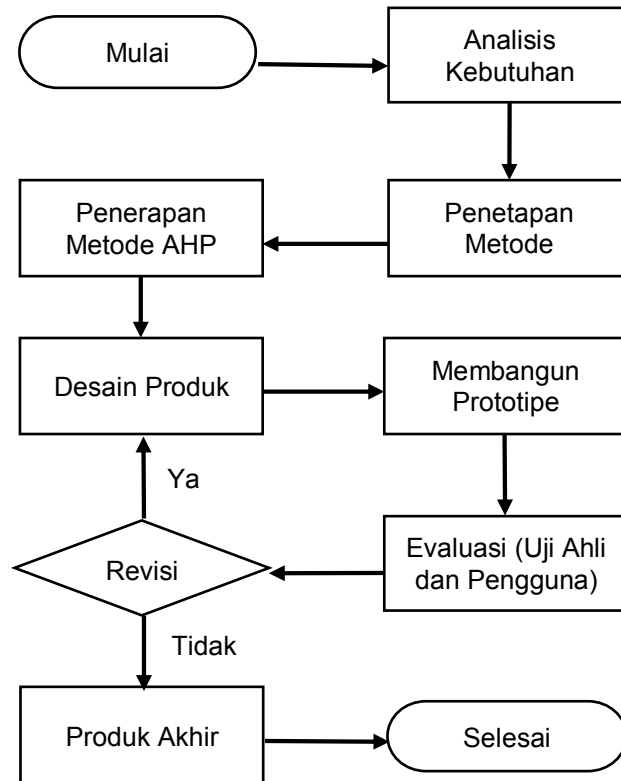 Mulai
Analisis
Kebutuhan
Penerapan
Metode AHP
Penetapan
Metode
Desain Produk
Membangun
Prototipe
Ya
Revisi
Evaluasi (Uji Ahli
dan Pengguna)
Tidak
Produk Akhir
Selesai